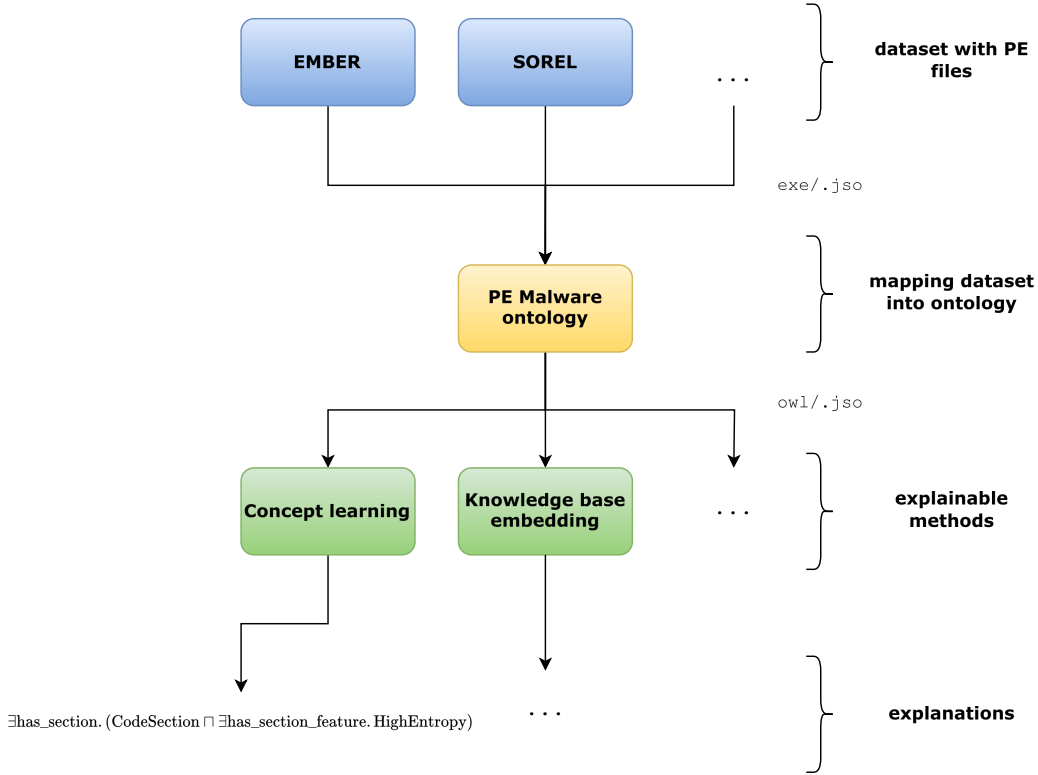 EMBER
SOREL
. . .
dataset with PE
files
exe/.jso
PE Malware
ontology
mapping dataset
into ontology
owl/.jso
Concept learning
Knowledge base
embedding
. . .
explainable
methods
∃has_section. (CodeSection ⊓ ∃has_section_feature. HighEntropy)
. . .
explanations